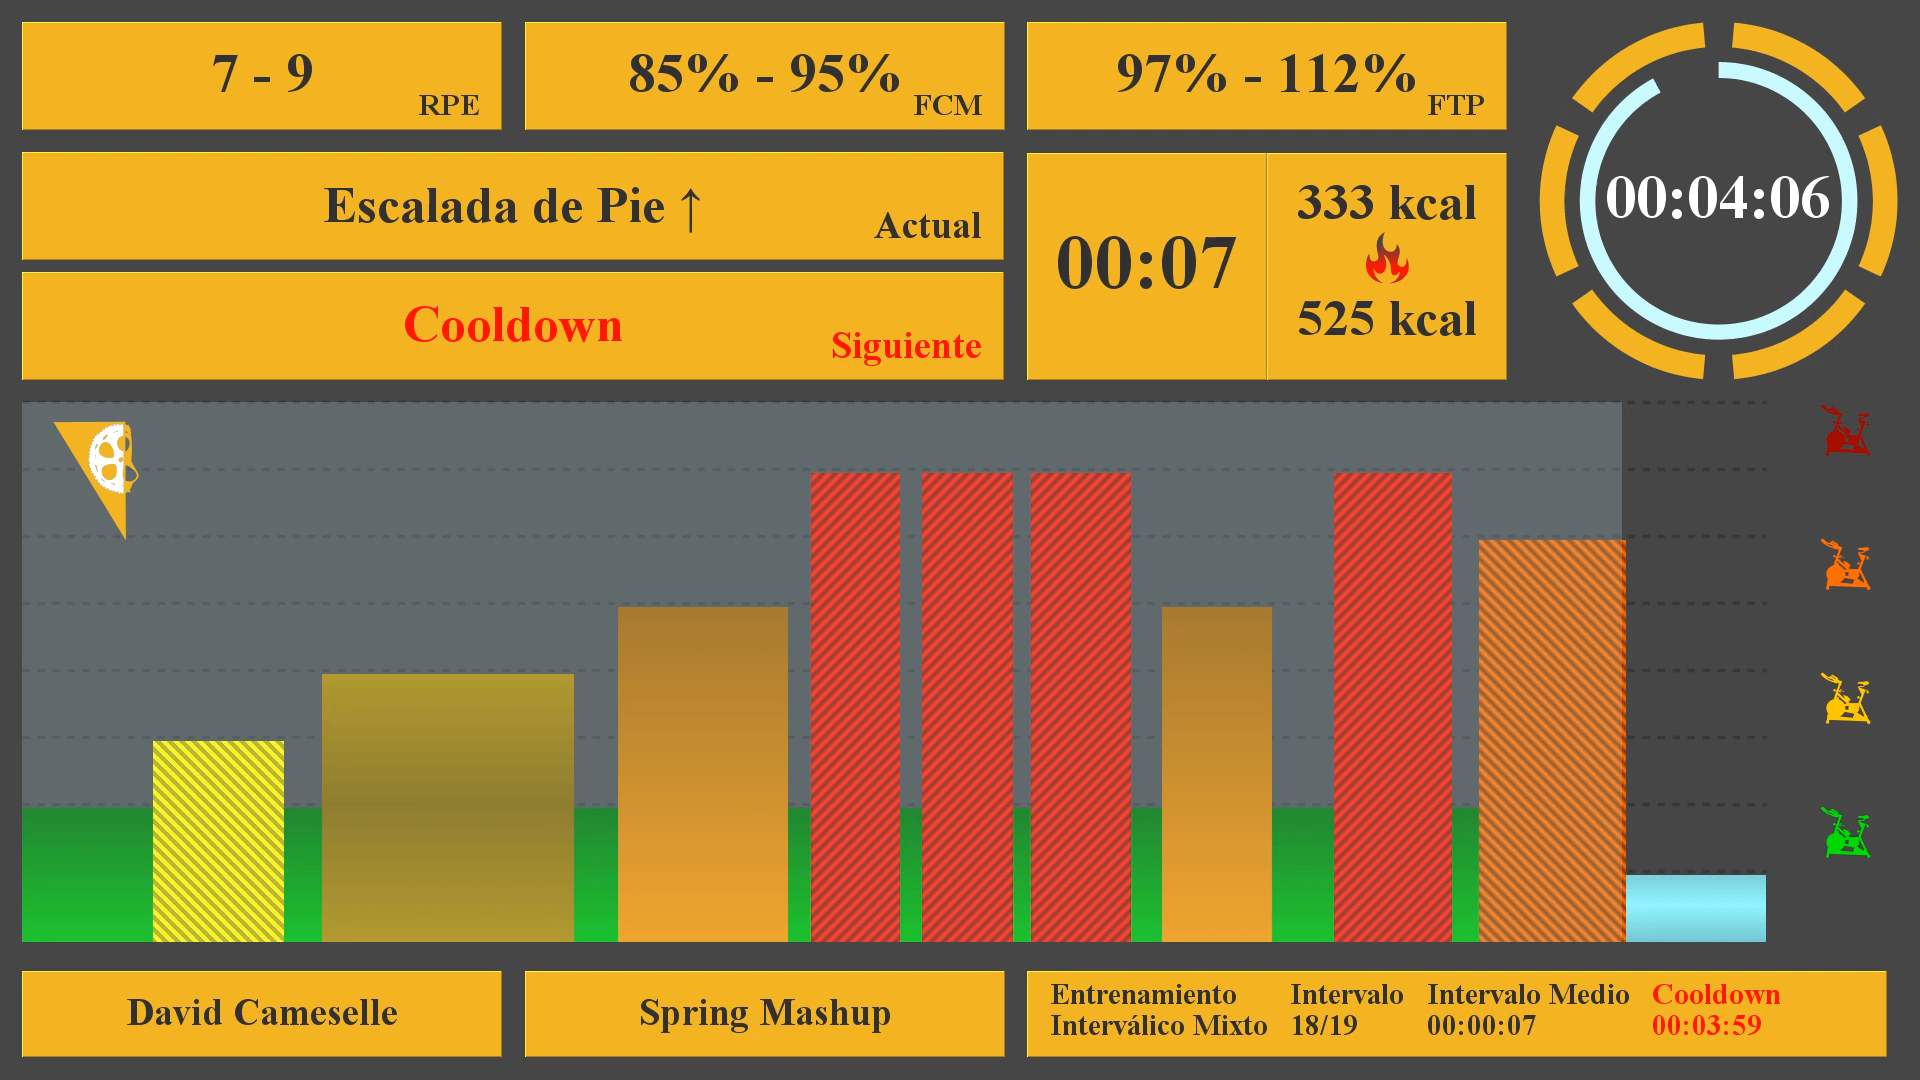 7 - 9
RPE
85% - 95%
FCM
97% - 112%
FTP
00:04:06
Escalada de Pie ↑
Actual
Cooldown
Siguiente
00:07
333 kcal
525 kcal
David Cameselle
Spring Mashup
Entrenamiento
Interválico Mixto
Intervalo
18/19
Intervalo Medio
00:00:07
Cooldown
00:03:59